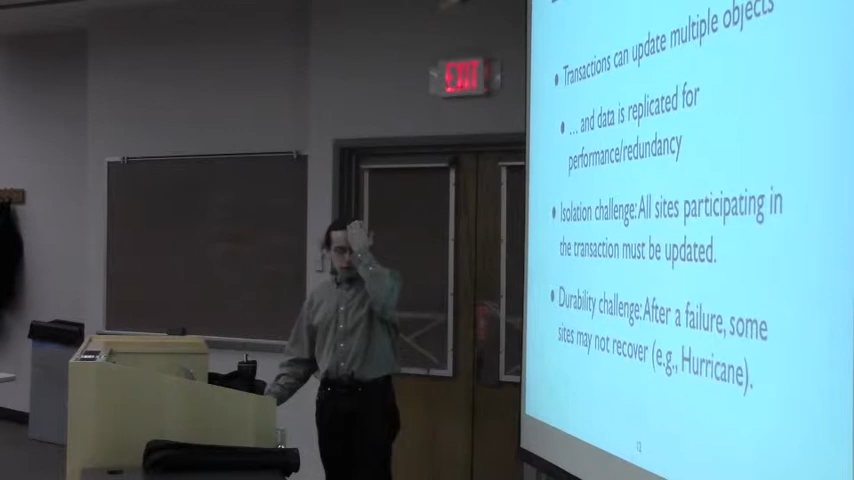 EXIT
Transactions can update multiple objects
• ... and data is replicated for
performance/redundancy
• Isolation challenge: All sites participating in
the transaction must be updated.
• Durability challenge: After a failure, some
sites may not recover (e.g., Hurricane).
12